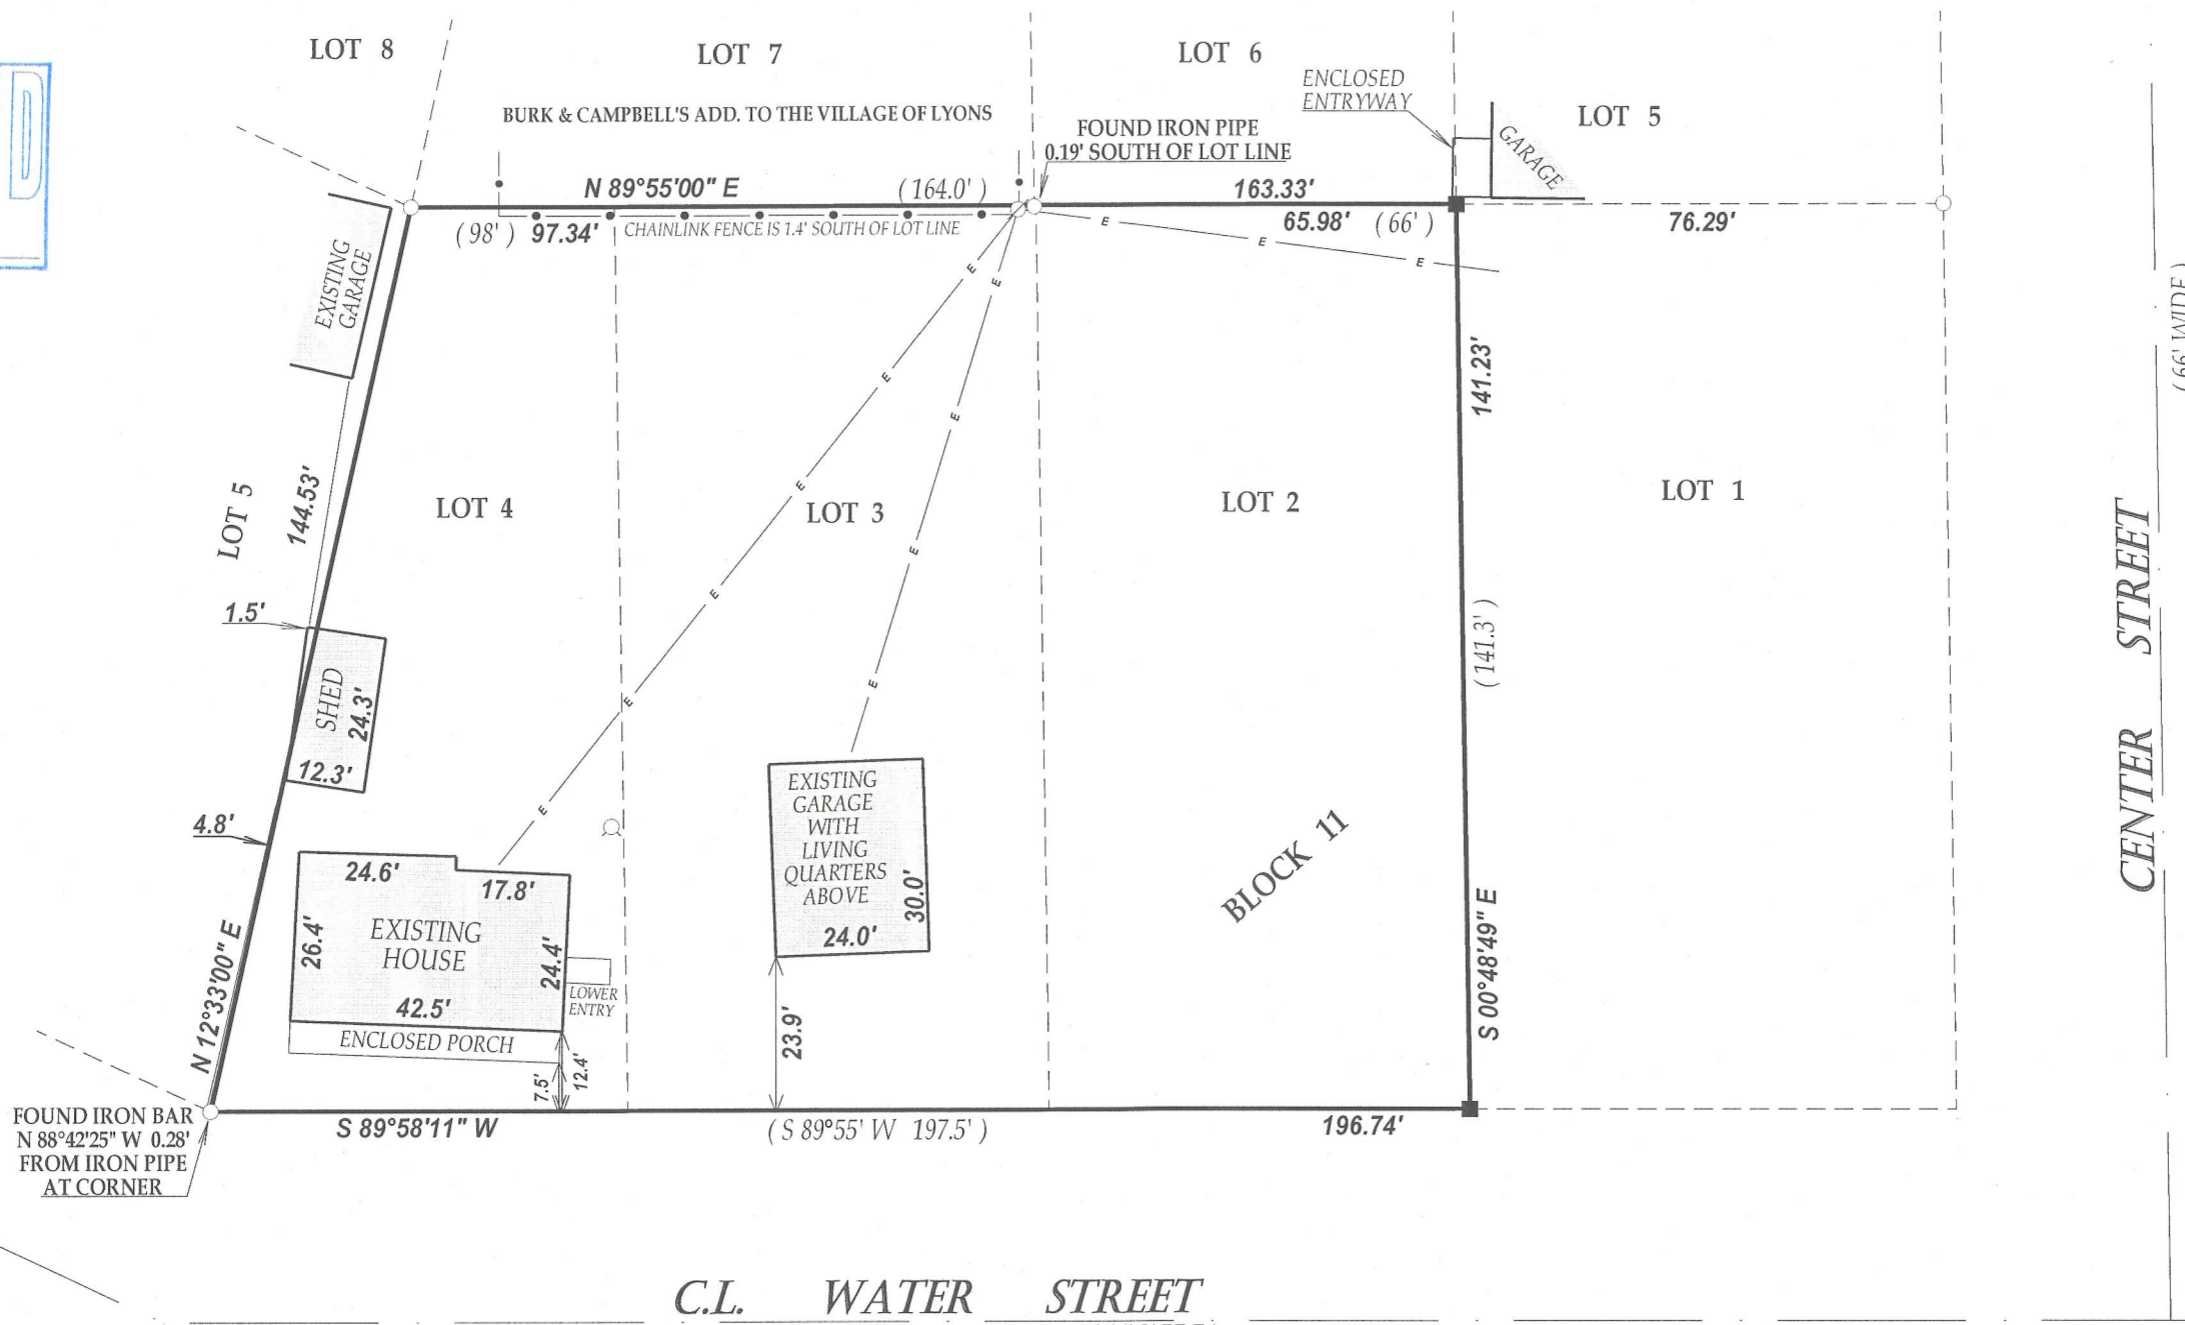 D
LOT 8
LOT 7
LOT 6
ENCLOSED
ENTRYWAY
LOT 5
GARAGE
BURK & CAMPBELL'S ADD. TO THE VILLAGE OF LYONS
FOUND IRON PIPE
0.19' SOUTH OF LOT LINE
N 89°55'00" E
( 164.0' )
163.33'
( 98' ) 97.34'
CHAINLINK FENCE IS 1.4' SOUTH OF LOT LINE
65.98' ( 66' )
76.29'
E
E
E
E
E
E
E
E
E
E
E
E
E
E
( 66' WIDE )
EXISTING
GARAGE
141.23'
LOT 5
144.53'
LOT 4
LOT 3
LOT 2
LOT 1
1.5'
( 141.3' )
SHED
24.3'
12.3'
4.8'
CENTER STREET
EXISTING
GARAGE
WITH
LIVING
QUARTERS
ABOVE
30.0'
24.0'
BLOCK 11
24.6'
17.8'
26.4'
EXISTING
HOUSE
24.4'
42.5'
LOWER
ENTRY
ENCLOSED PORCH
7.5'
12.4'
23.9'
N 12°33'00" E
S 00°48'49" E
FOUND IRON BAR
N 88°42'25" W 0.28'
FROM IRON PIPE
AT CORNER
S 89°58'11" W
( S 89°55' W 197.5' )
196.74'
C.L. WATER STREET